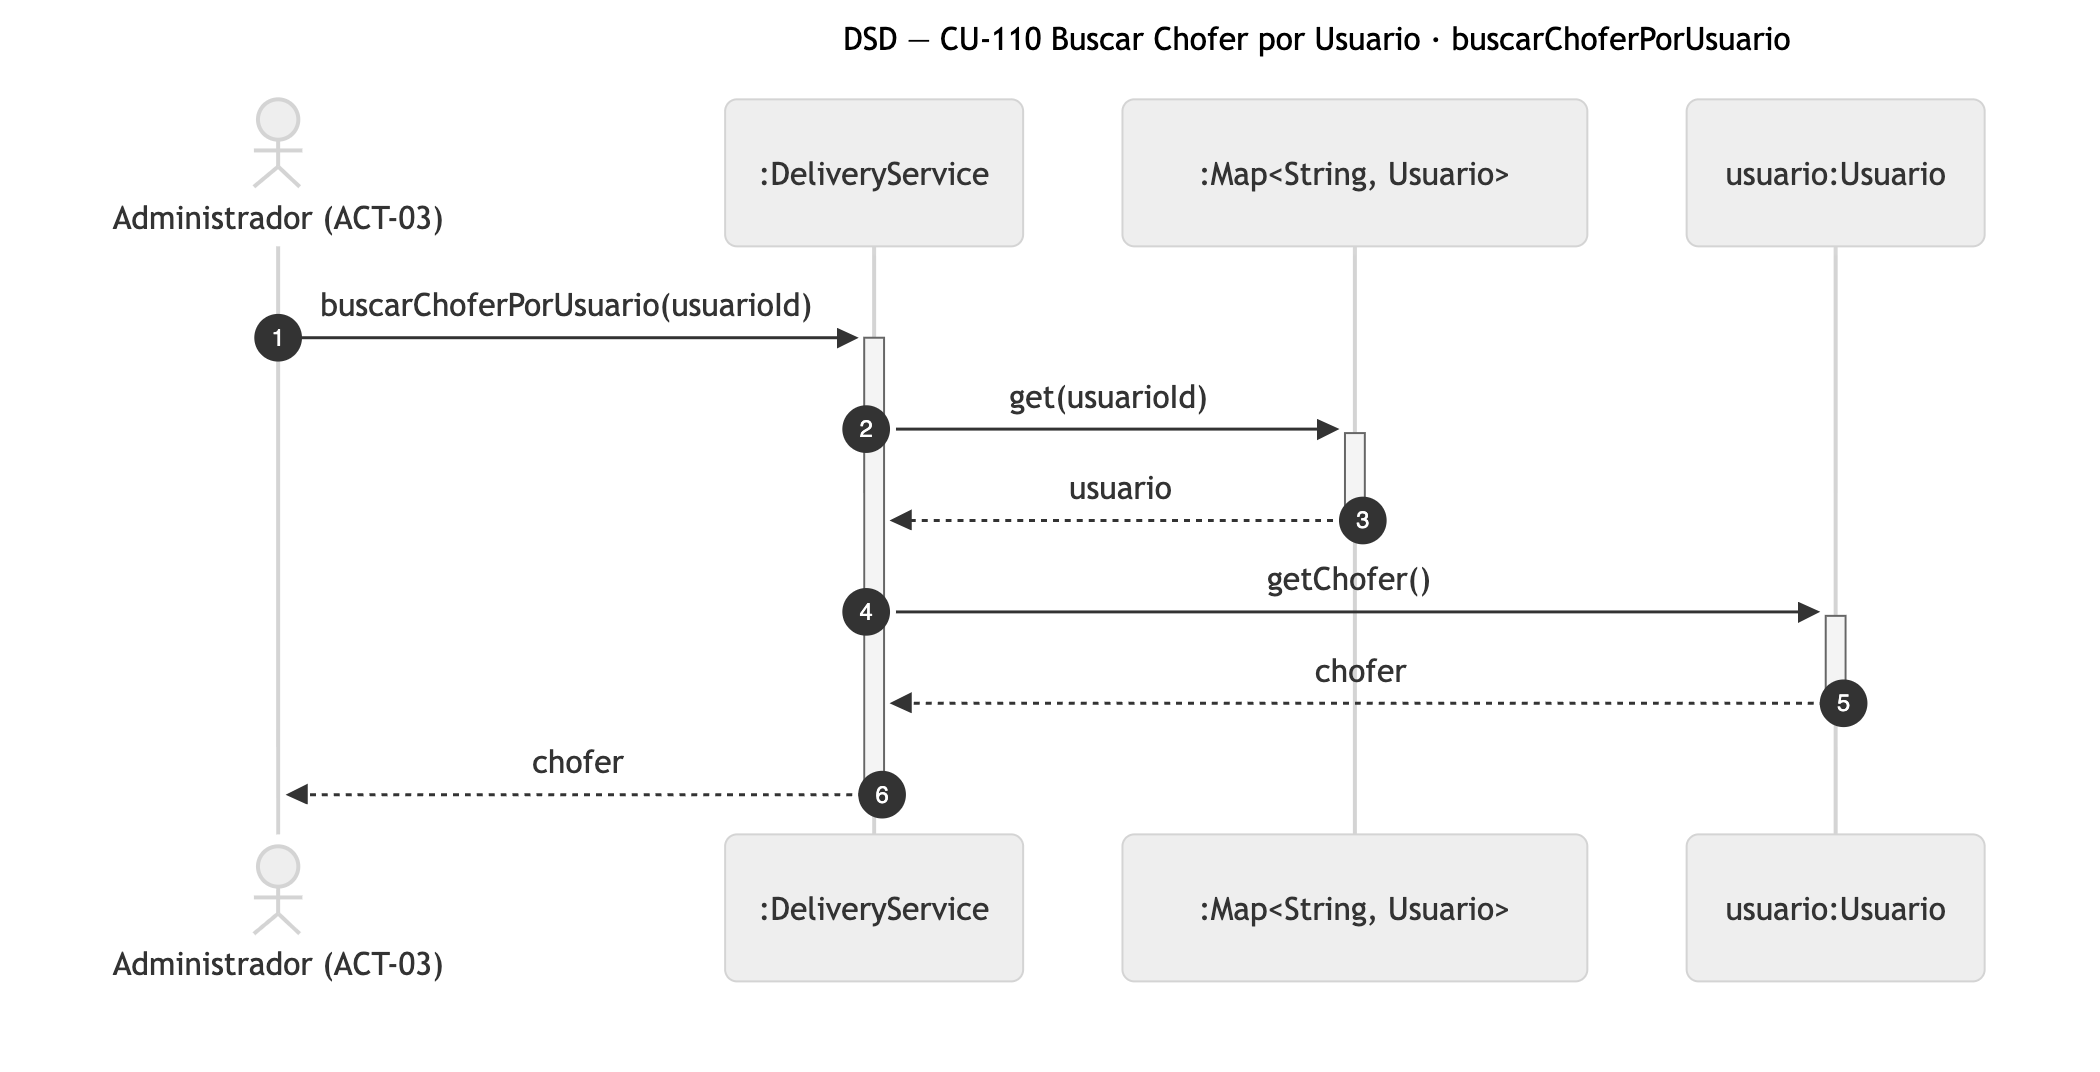 DSD — CU-110 Buscar Chofer por Usuario · buscarChoferPorUsuario
Administrador (ACT-03)
:DeliveryService
:Map<String, Usuario>
usuario:Usuario
buscarChoferPorUsuario(usuarioId)
1
get(usuarioId)
2
usuario
3
getChofer()
4
chofer
5
chofer
6
Administrador (ACT-03)
:DeliveryService
:Map<String, Usuario>
usuario:Usuario